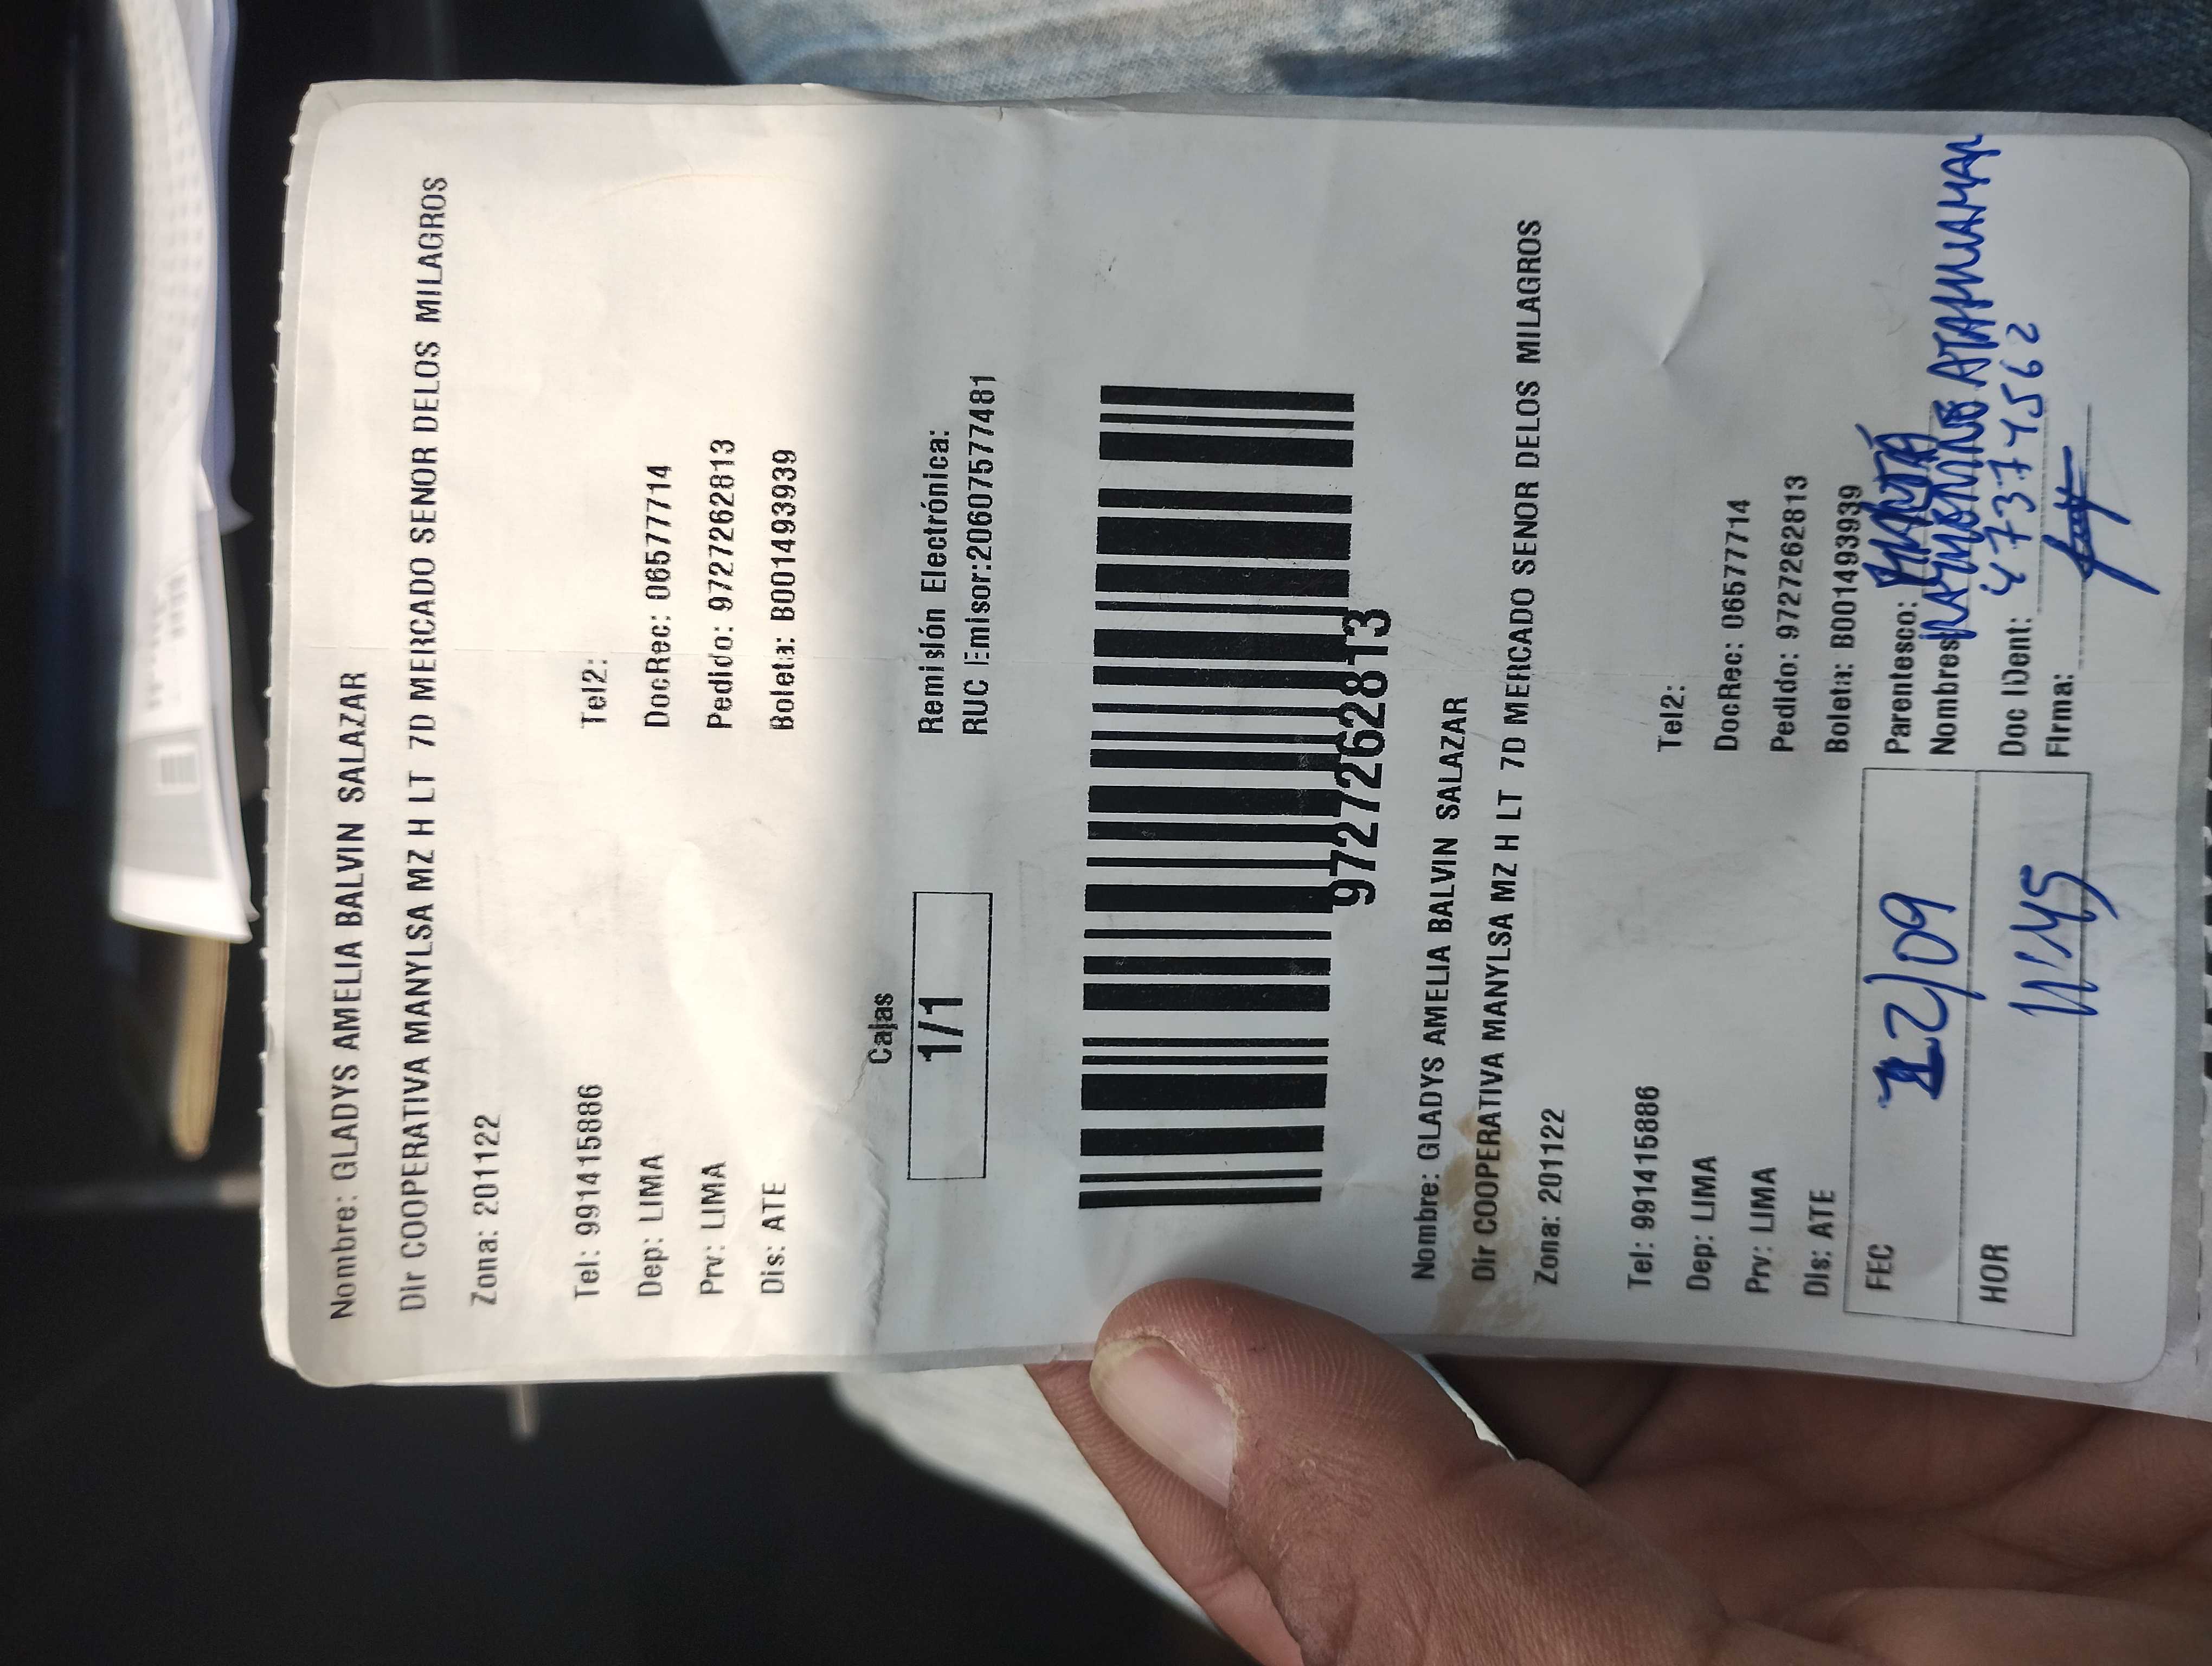 Nombre: GLADYS AMELIA BALVIN SALAZAR
Dir COOPERATIVA MANYLSA MZ H LT 7D MERCADO SENOR DELOS MILAGROS
Zona: 201122
Tel: 991415886 Tel2:
Dep: LIMA DocRec: 06577714
Prv: LIMA Pedido: 9727262813
Dis: ATE Boleta: B001493939
Cajas
1/1
Remisión Electrónica:
RUC Emisor:20607577481
9727262813
Nombre: GLADYS AMELIA BALVIN SALAZAR
Dir COOPERATIVA MANYLSA MZ H LT 7D MERCADO SENOR DELOS MILAGROS
Zona: 201122
Tel: 991415886 Tel2:
Dep: LIMA DocRec: 06577714
Prv: LIMA Pedido: 9727262813
Dis: ATE Boleta: B001493939
FEC 22/09 Parentesco:
Nombres
HOR 11:45 Doc IDent: 47374562
Firma: